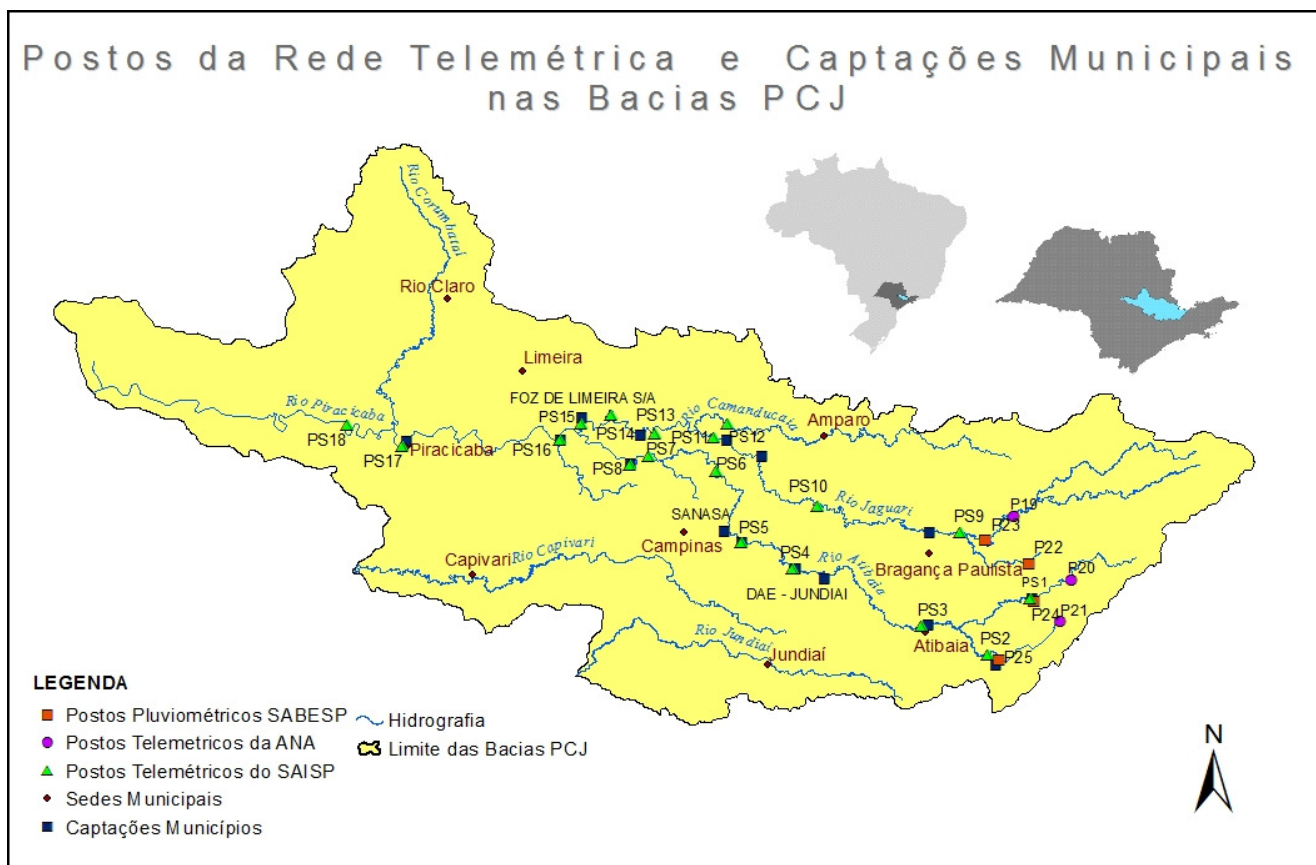 Postos da Rede Telemétrica e Captações Municipais
nas Bacias PCJ
Rio Corumbataí
Rio Claro
Limeira
FOZ DE LIMEIRA S/A
Rio Piracicaba
PS18
PS17
Piracicaba
PS16
PS15
PS14
PS13
Rio Camanducaia
PS11
PS12
Amparo
PS8
PS7
PS6
PS10
Rio Jaguari
PS9
P19
P23
P22
P20
SANASA
PS5
Campinas
PS4
Rio Atibaia
Bragança Paulista
PS1
P24
P21
Capivari
Rio Capivari
DAE - JUNDIAI
PS3
Atibaia
PS2
P25
Rio Jundiaí
Jundiaí
LEGENDA
Postos Pluviométricos SABESP
Postos Telemetricos da ANA
Postos Telemétricos do SAISP
Sedes Municipais
Captações Municípios
Hidrografia
Limite das Bacias PCJ
N